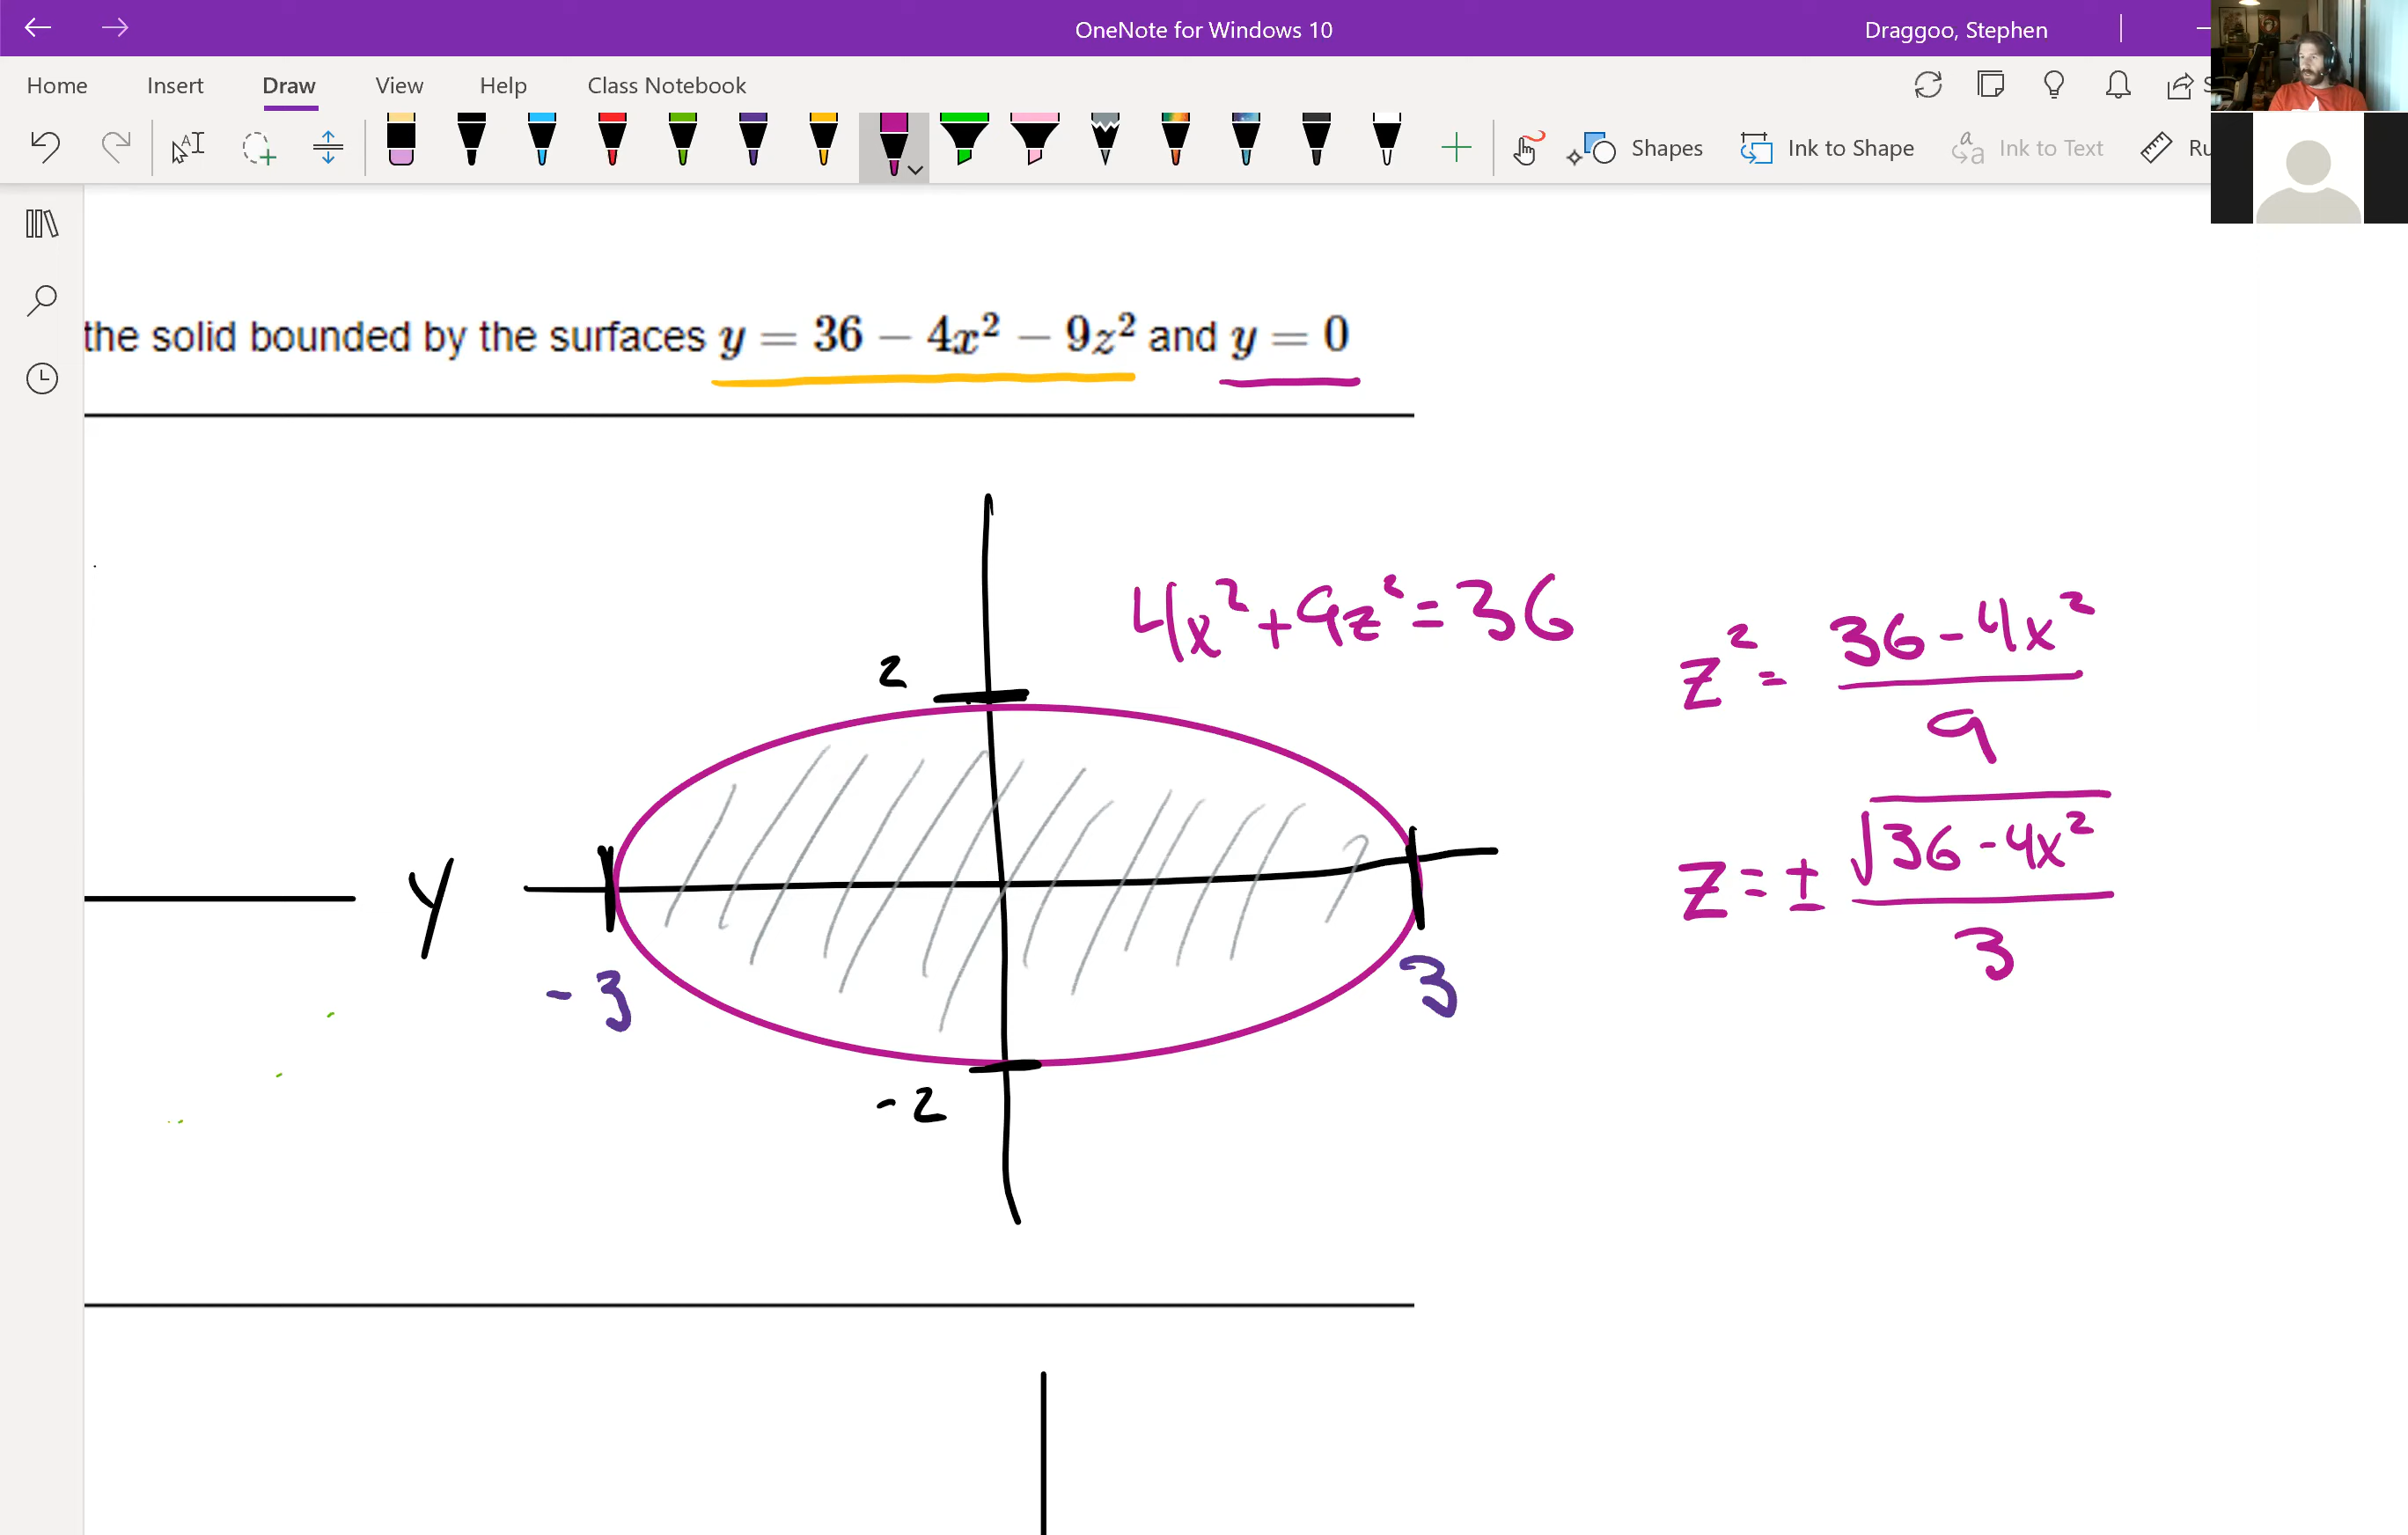 OneNote for Windows 10
Draggoo, Stephen
Home Insert Draw View Help Class Notebook
Shapes Ink to Shape Ink to Text Ru
the solid bounded by the surfaces y = 36 − 4x² − 9z² and y = 0
4x² + 9z² = 36
z² = (36 - 4x²)/9
2
z = ± √(36 - 4x²)/3
y
-3
3
-2